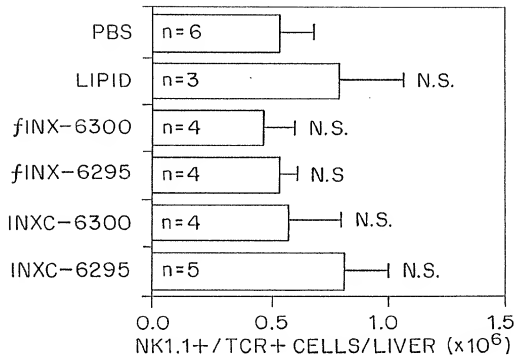 PBS n=6
LIPID n=3 N.S.
ƒINX-6300 n=4 N.S.
ƒINX-6295 n=4 N.S
INXC-6300 n=4 N.S.
INXC-6295 n=5 N.S.
0.0 0.5 1.0 1.5
NK1.1+/TCR+ CELLS/LIVER (x10⁶)